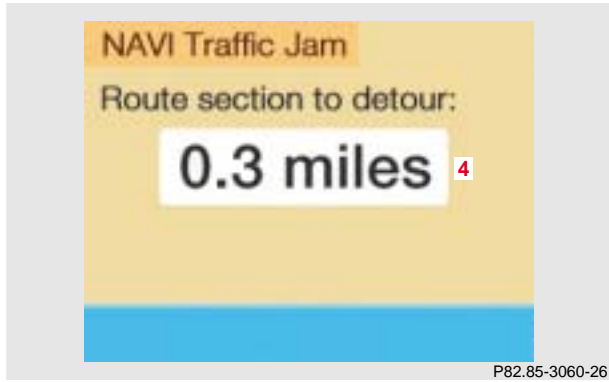 NAVI Traffic Jam
Route section to detour:
0.3 miles 4
P82.85-3060-26